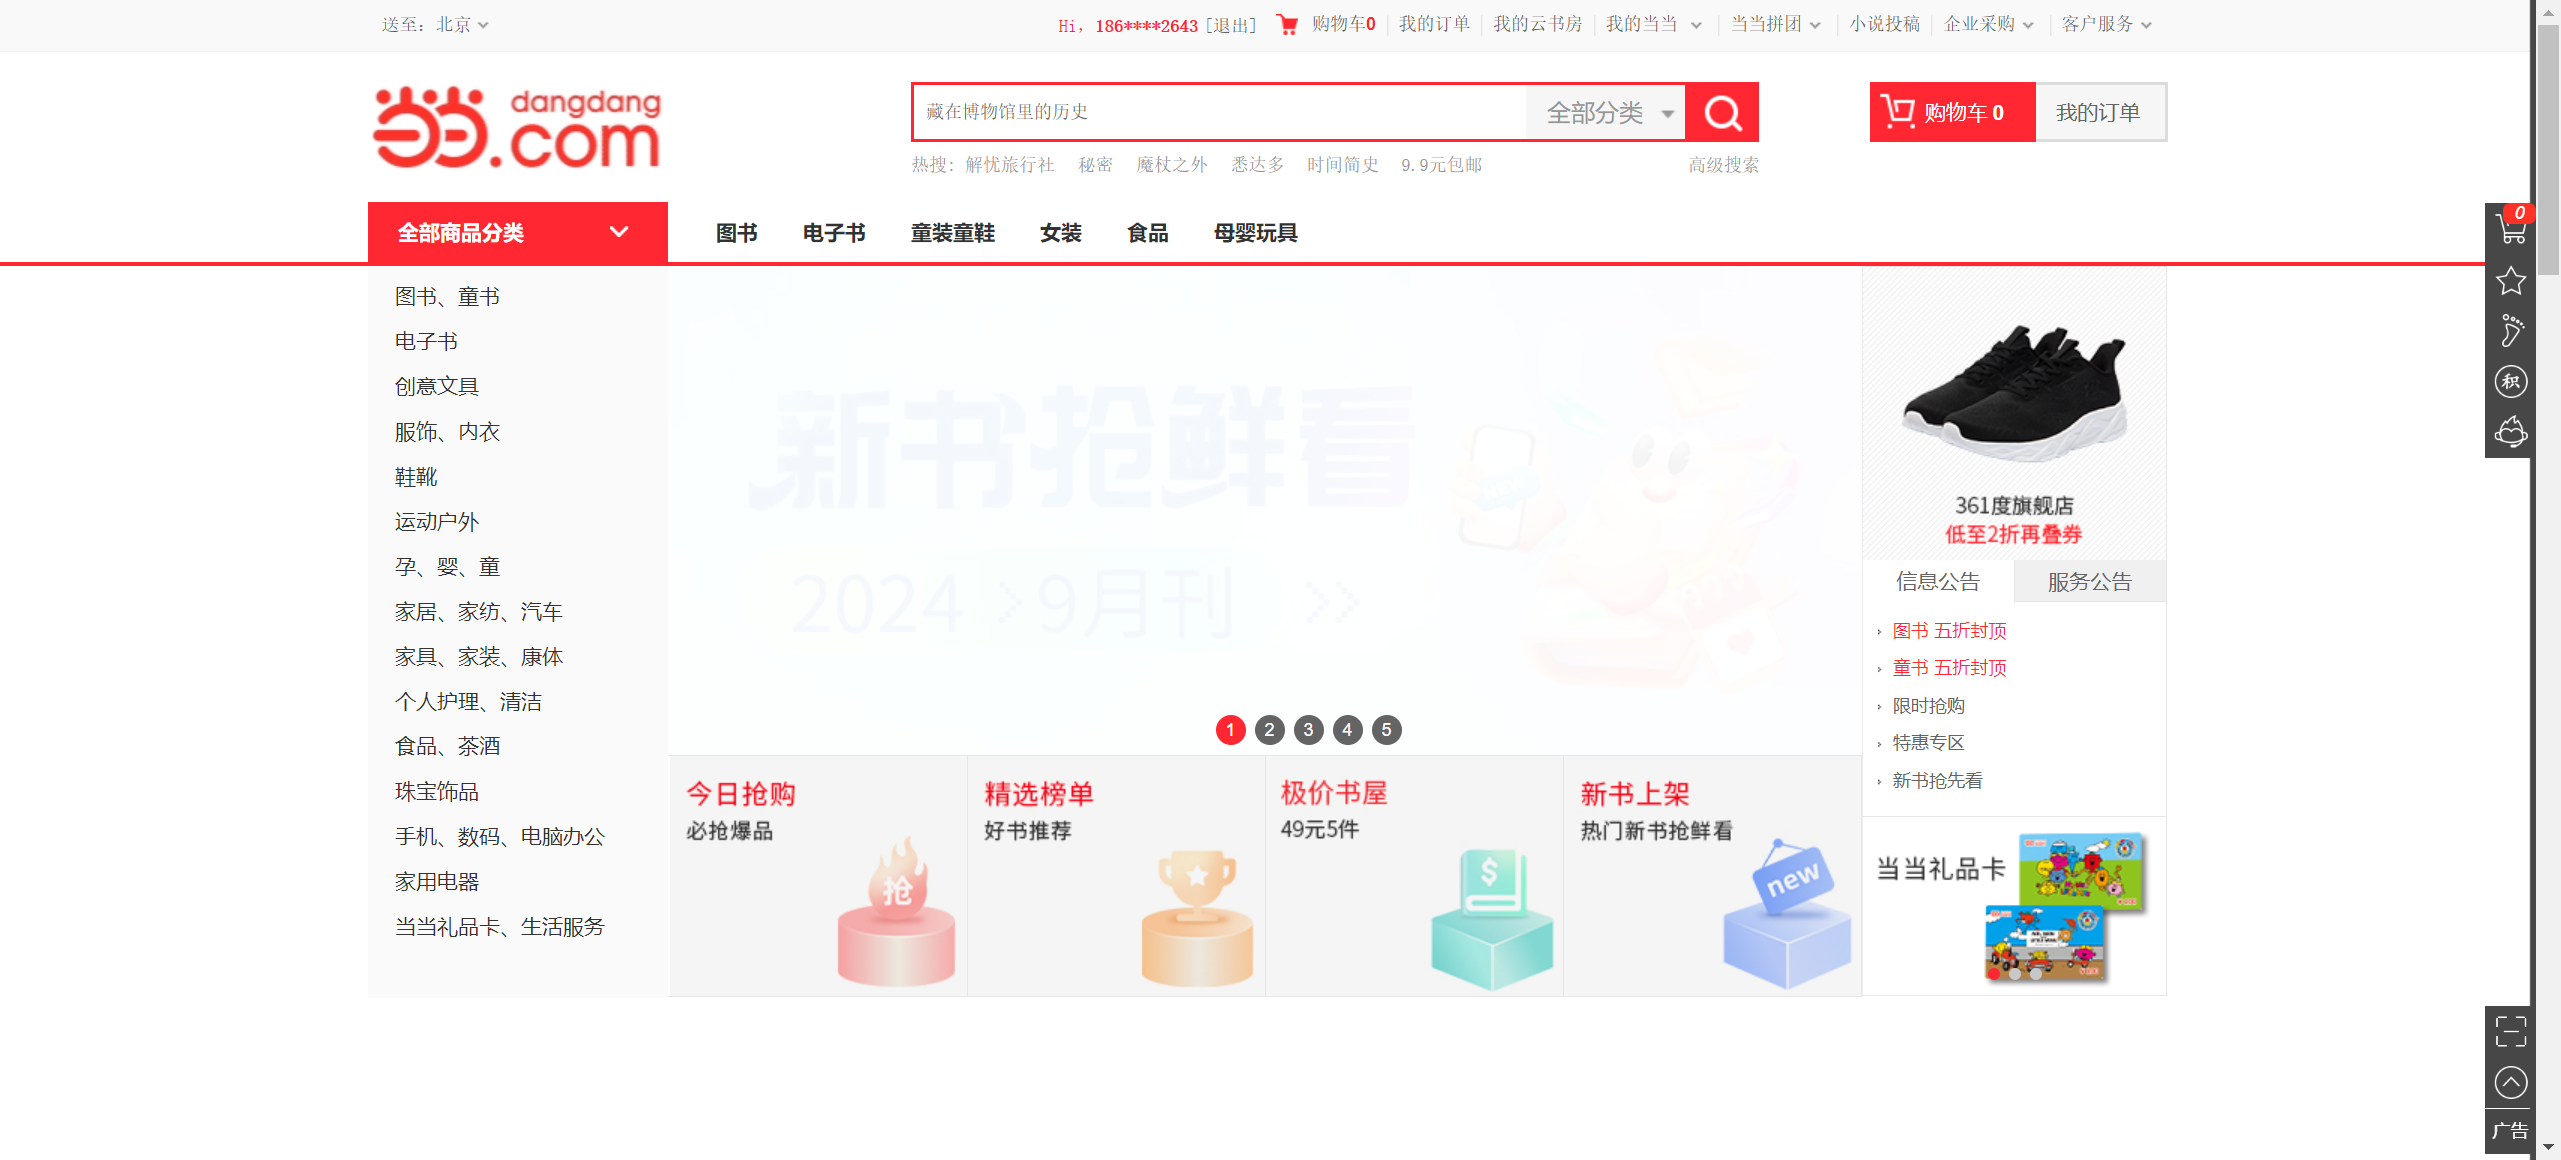 送至：北京
Hi，186****2643 [退出] 购物车0 我的订单 我的云书房 我的当当 当当拼团 小说投稿 企业采购 客户服务
当当.com dangdang
藏在博物馆里的历史 全部分类
购物车 0 我的订单
热搜：解忧旅行社 秘密 魔杖之外 悉达多 时间简史 9.9元包邮 高级搜索
全部商品分类 图书 电子书 童装童鞋 女装 食品 母婴玩具
图书、童书
电子书
创意文具
服饰、内衣
鞋靴
运动户外
孕、婴、童
家居、家纺、汽车
家具、家装、康体
个人护理、清洁
食品、茶酒
珠宝饰品
手机、数码、电脑办公
家用电器
当当礼品卡、生活服务
新书抢鲜看
2024 9月刊
1 2 3 4 5
今日抢购
必抢爆品
抢
精选榜单
好书推荐
极价书屋
49元5件
$
新书上架
热门新书抢鲜看
new
361度旗舰店
低至2折再叠券
信息公告 服务公告
图书 五折封顶
童书 五折封顶
限时抢购
特惠专区
新书抢先看
当当礼品卡
0
积
广告